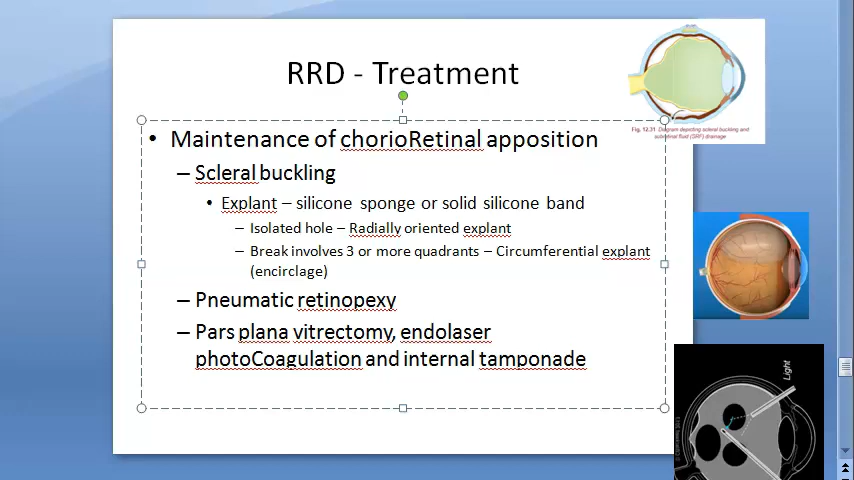 RRD - Treatment
• Maintenance of chorioRetinal apposition
– Scleral buckling
• Explant – silicone sponge or solid silicone band
– Isolated hole – Radially oriented explant
– Break involves 3 or more quadrants – Circumferential explant
(encirclage)
– Pneumatic retinopexy
– Pars plana vitrectomy, endolaser
photoCoagulation and internal tamponade
Fig. 12.31 Diagram depicting scleral buckling and
subretinal fluid (SRF) drainage
Light